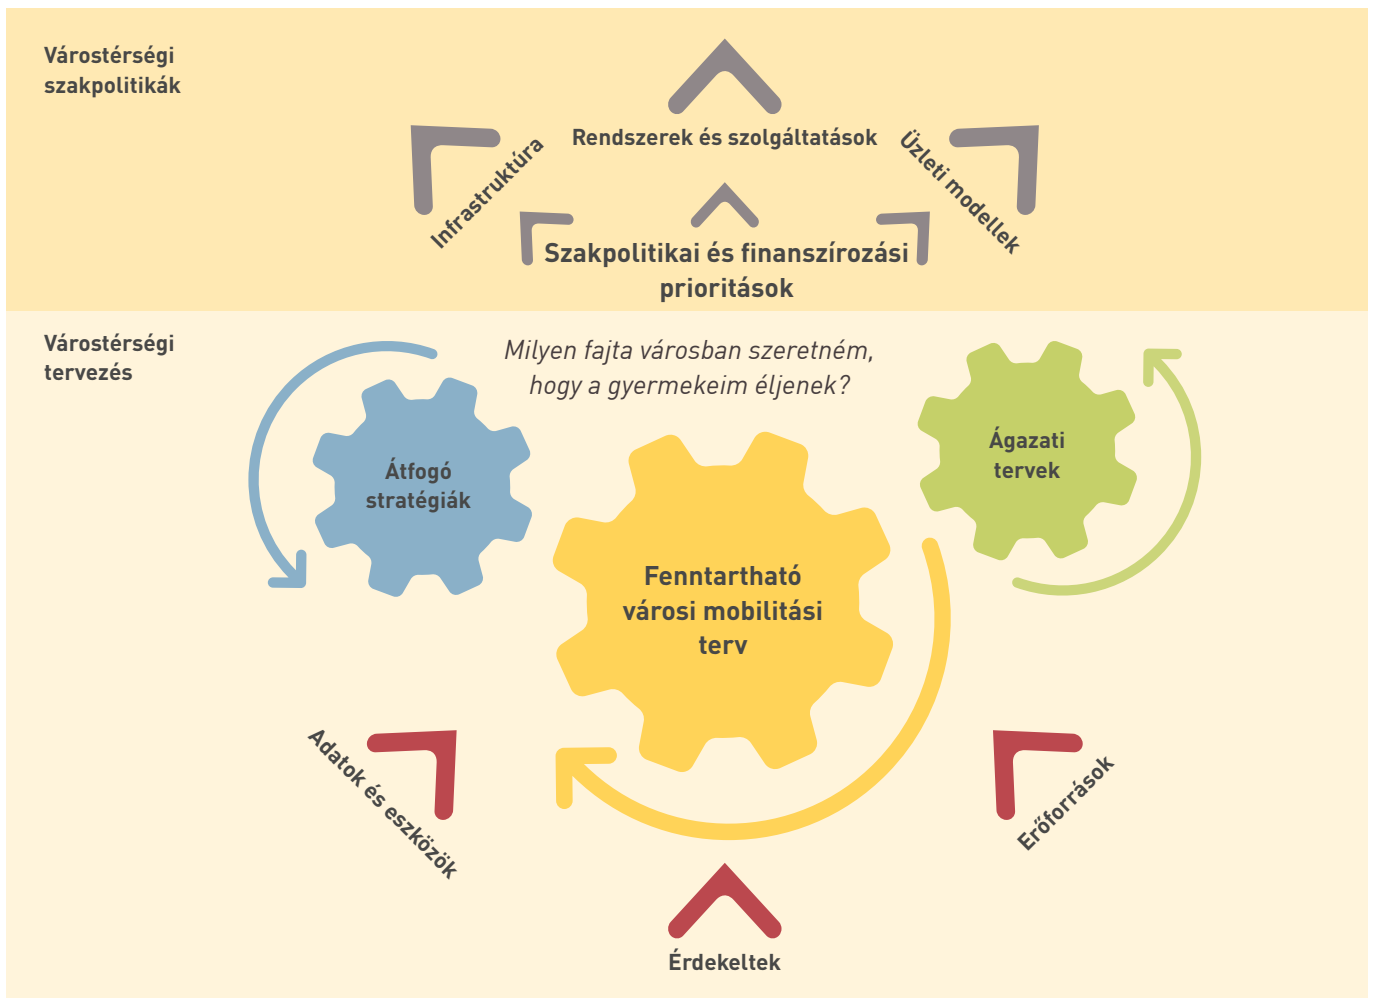 Várostérségi
szakpolitikák
Rendszerek és szolgáltatások
Infrastruktúra
Üzleti modellek
Szakpolitikai és finanszírozási
prioritások
Várostérségi
tervezés
Milyen fajta városban szeretném,
hogy a gyermekeim éljenek?
Átfogó
stratégiák
Ágazati
tervek
Fenntartható
városi mobilitási
terv
Adatok és eszközök
Erőforrások
Érdekeltek